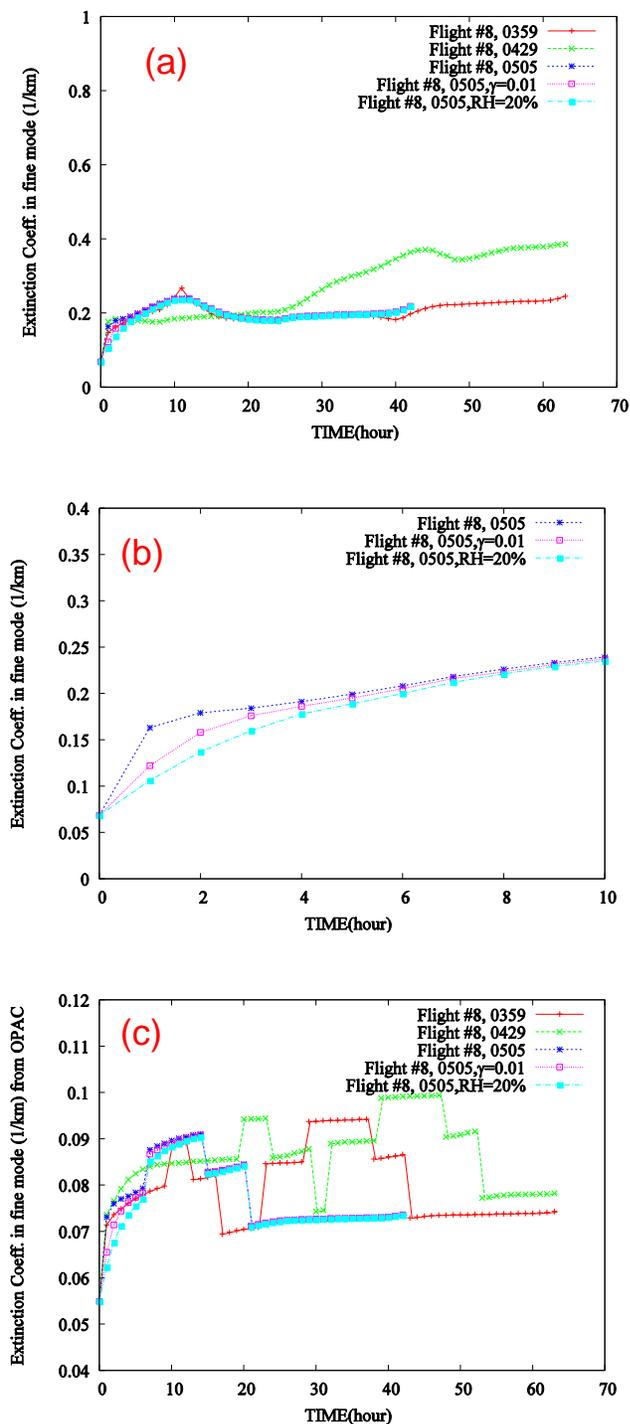 (a)
Flight #8, 0359
Flight #8, 0429
Flight #8, 0505
Flight #8, 0505,γ=0.01
Flight #8, 0505,RH=20%
Extinction Coeff. in fine mode (1/km)
1
0.8
0.6
0.4
0.2
0
0 10 20 30 40 50 60 70
TIME(hour)
(b)
Flight #8, 0505
Flight #8, 0505,γ=0.01
Flight #8, 0505,RH=20%
Extinction Coeff. in fine mode (1/km)
0.4
0.35
0.3
0.25
0.2
0.15
0.1
0.05
0
0 2 4 6 8 10
TIME(hour)
(c)
Flight #8, 0359
Flight #8, 0429
Flight #8, 0505
Flight #8, 0505,γ=0.01
Flight #8, 0505,RH=20%
Extinction Coeff. in fine mode (1/km) from OPAC
0.12
0.11
0.1
0.09
0.08
0.07
0.06
0.05
0.04
0 10 20 30 40 50 60 70
TIME(hour)